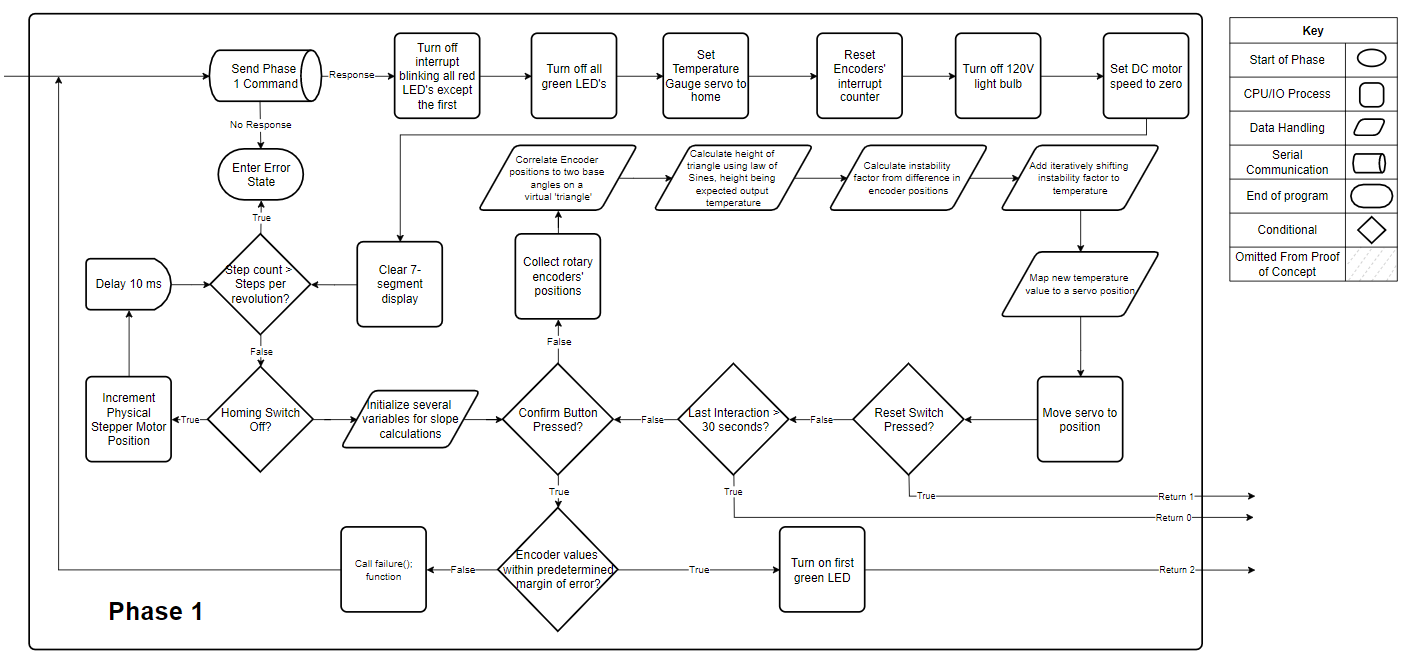 Send Phase
1 Command
Response
Turn off
interrupt
blinking all red
LED's except
the first
Turn off all
green LED's
Set
Temperature
Gauge servo to
home
Reset
Encoders'
interrupt
counter
Turn off 120V
light bulb
Set DC motor
speed to zero
No Response
Enter Error
State
True
Correlate Encoder
positions to two base
angles on a
virtual 'triangle'
Calculate height of
triangle using law of
Sines, height being
expected output
temperature
Calculate instability
factor from difference in
encoder positions
Add iteratively shifting
instability factor to
temperature
Delay 10 ms
Step count >
Steps per
revolution?
Clear 7-
segment
display
Collect rotary
encoders'
positions
Map new temperature
value to a servo position
False
False
Increment
Physical
Stepper Motor
Position
True
Homing Switch
Off?
Initialize several
variables for slope
calculations
Confirm Button
Pressed?
False
Last Interaction >
30 seconds?
False
Reset Switch
Pressed?
Move servo to
position
True
True
True
Return 1
Return 0
Call failure();
function
False
Encoder values
within predetermined
margin of error?
True
Turn on first
green LED
Return 2
Phase 1
Key
Start of Phase
CPU/IO Process
Data Handling
Serial
Communication
End of program
Conditional
Omitted From Proof
of Concept